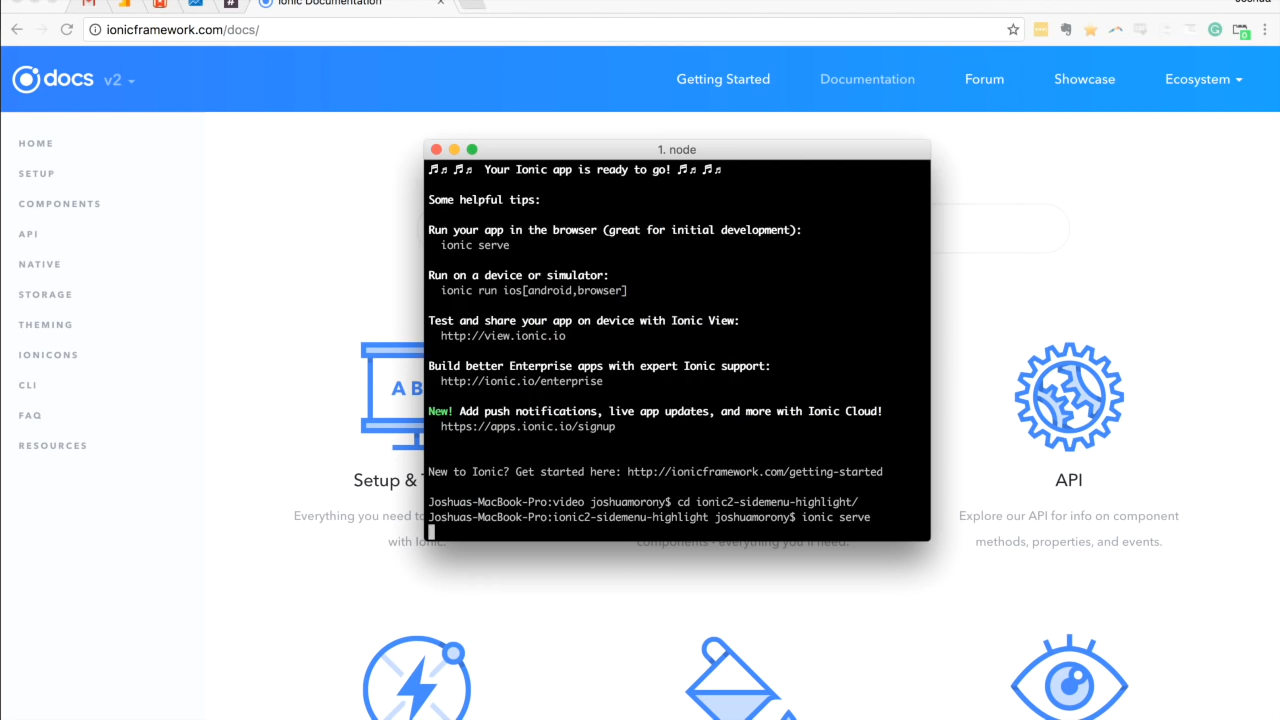 Ionic Documentation
ionicframework.com/docs/
docs v2
Getting Started
Documentation
Forum
Showcase
Ecosystem
HOME
SETUP
COMPONENTS
API
NATIVE
STORAGE
THEMING
IONICONS
CLI
FAQ
RESOURCES
1. node
♬♫ ♬♫ Your Ionic app is ready to go! ♬♫ ♬♫
Some helpful tips:
Run your app in the browser (great for initial development):
ionic serve
Run on a device or simulator:
ionic run ios[android,browser]
Test and share your app on device with Ionic View:
http://view.ionic.io
Build better Enterprise apps with expert Ionic support:
http://ionic.io/enterprise
New! Add push notifications, live app updates, and more with Ionic Cloud!
https://apps.ionic.io/signup
New to Ionic? Get started here: http://ionicframework.com/getting-started
Joshuas-MacBook-Pro:video joshuamorony$ cd ionic2-sidemenu-highlight/
Joshuas-MacBook-Pro:ionic2-sidemenu-highlight joshuamorony$ ionic serve
A B
Setup &
Everything you need to
with Ionic.
components - everything you'll need.
API
Explore our API for info on component
methods, properties, and events.